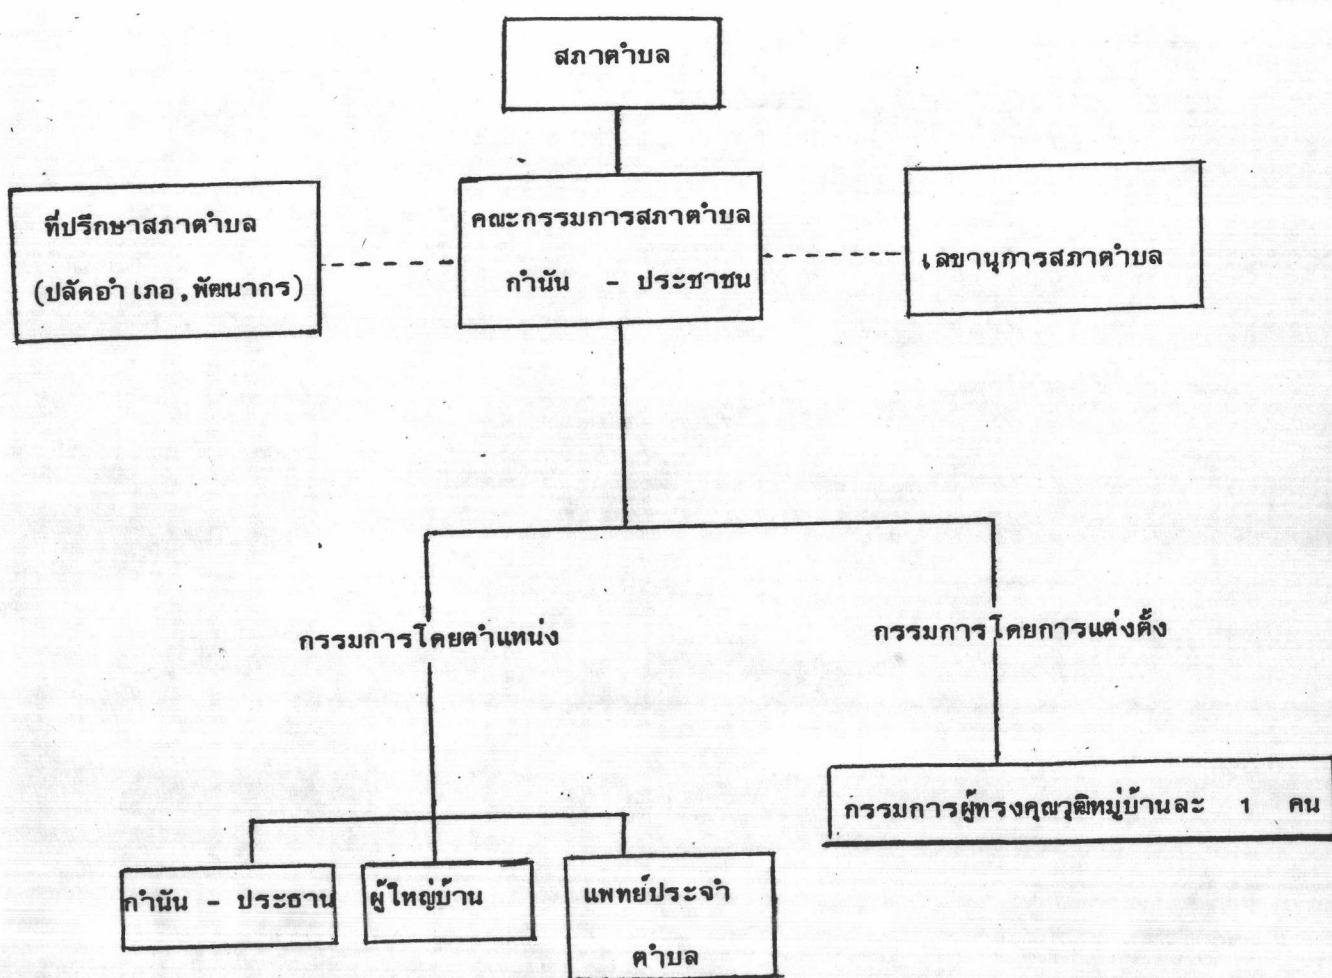 สภาตำบล
ที่ปรึกษาสภาตำบล
(ปลัดอำเภอ,พัฒนากร)
คณะกรรมการสภาตำบล
กำนัน - ประชาชน
เลขานุการสภาตำบล
กรรมการโดยตำแหน่ง
กรรมการโดยการแต่งตั้ง
กรรมการผู้ทรงคุณวุฒิหมู่บ้านละ 1 คน
กำนัน - ประธาน
ผู้ใหญ่บ้าน
แพทย์ประจำ
ตำบล